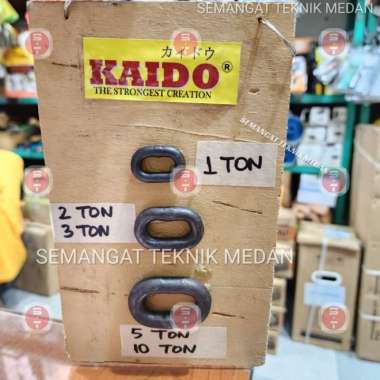 SEMANGAT TEKNIK MEDAN
カイドウ
KAIDO®
THE STRONGEST CREATION
SEMANGAT TEKNIK MEDAN
1 TON
2 TON
3 TON
SEMANGAT TEKNIK MEDAN
5 TON
10 TON